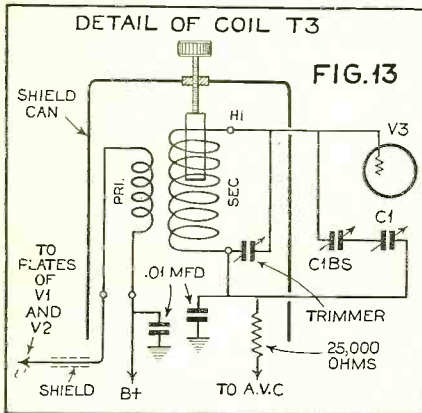 DETAIL OF COIL T3
FIG.13
SHIELD
CAN
Hi
V3
PRI.
SEC
C1
C1BS
TO
PLATES
OF
V1
AND
V2
.01 MFD
TRIMMER
25,000
OHMS
SHIELD
B+
TO A.V.C